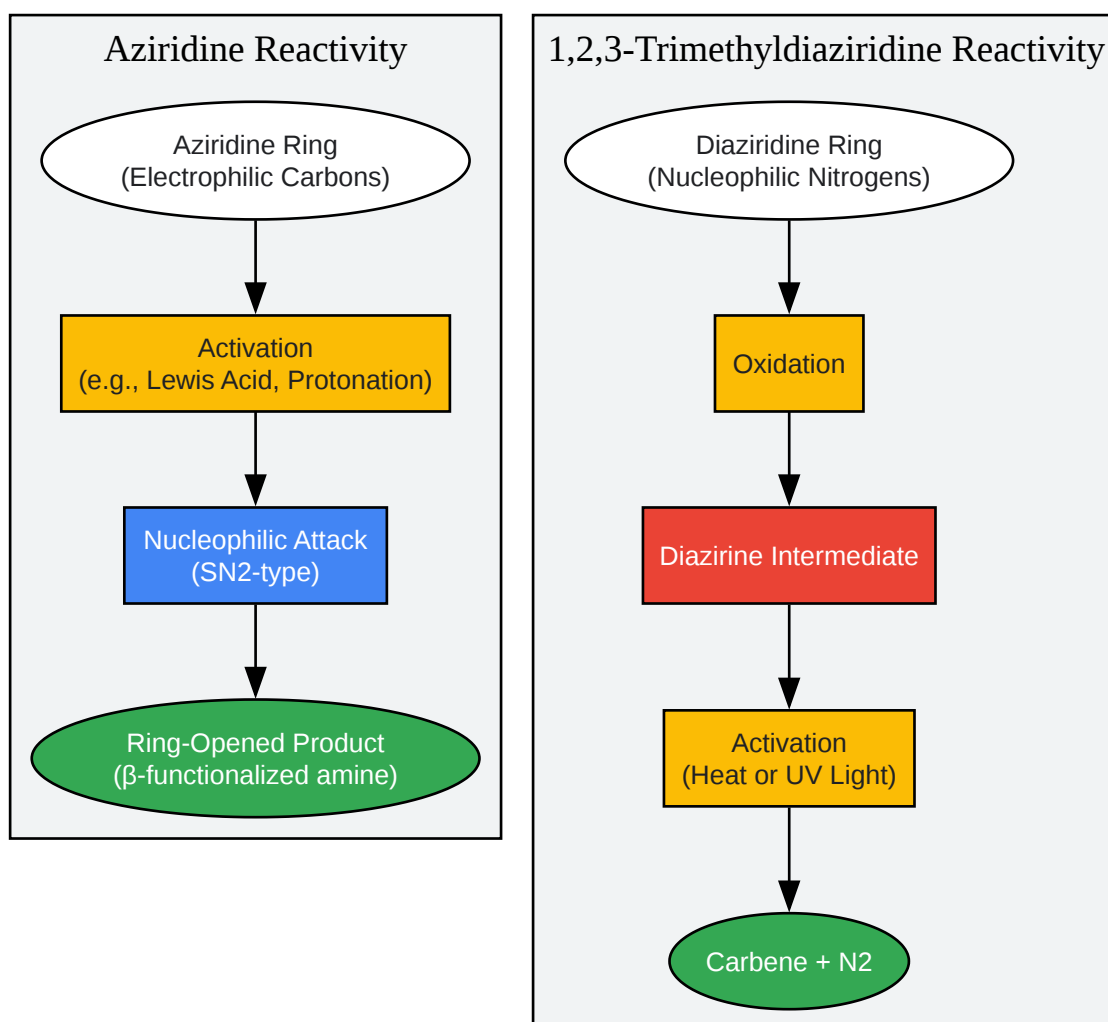 Aziridine Reactivity
Aziridine Ring
(Electrophilic Carbons)
Activation
(e.g., Lewis Acid, Protonation)
Nucleophilic Attack
(SN2-type)
Ring-Opened Product
(β-functionalized amine)
1,2,3-Trimethyldiaziridine Reactivity
Diaziridine Ring
(Nucleophilic Nitrogens)
Oxidation
Diazirine Intermediate
Activation
(Heat or UV Light)
Carbene + N2